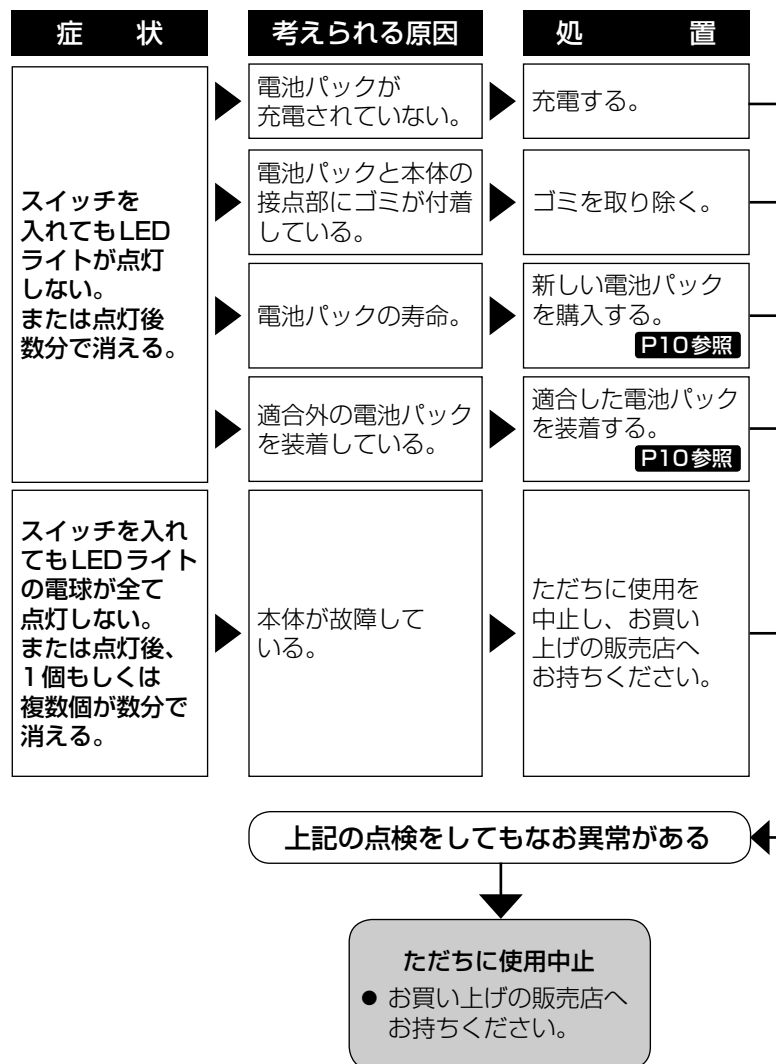 症　状
考えられる原因
処　置
スイッチを
入れてもLED
ライトが点灯
しない。
または点灯後
数分で消える。
電池パックが
充電されていない。
充電する。
電池パックと本体の
接点部にゴミが付着
している。
ゴミを取り除く。
電池パックの寿命。
新しい電池パック
を購入する。
P10参照
適合外の電池パック
を装着している。
適合した電池パック
を装着する。
P10参照
スイッチを入れ
てもLEDライト
の電球が全て
点灯しない。
または点灯後、
1個もしくは
複数個が数分で
消える。
本体が故障して
いる。
ただちに使用を
中止し、お買い
上げの販売店へ
お持ちください。
上記の点検をしてもなお異常がある
ただちに使用中止
● お買い上げの販売店へ
お持ちください。